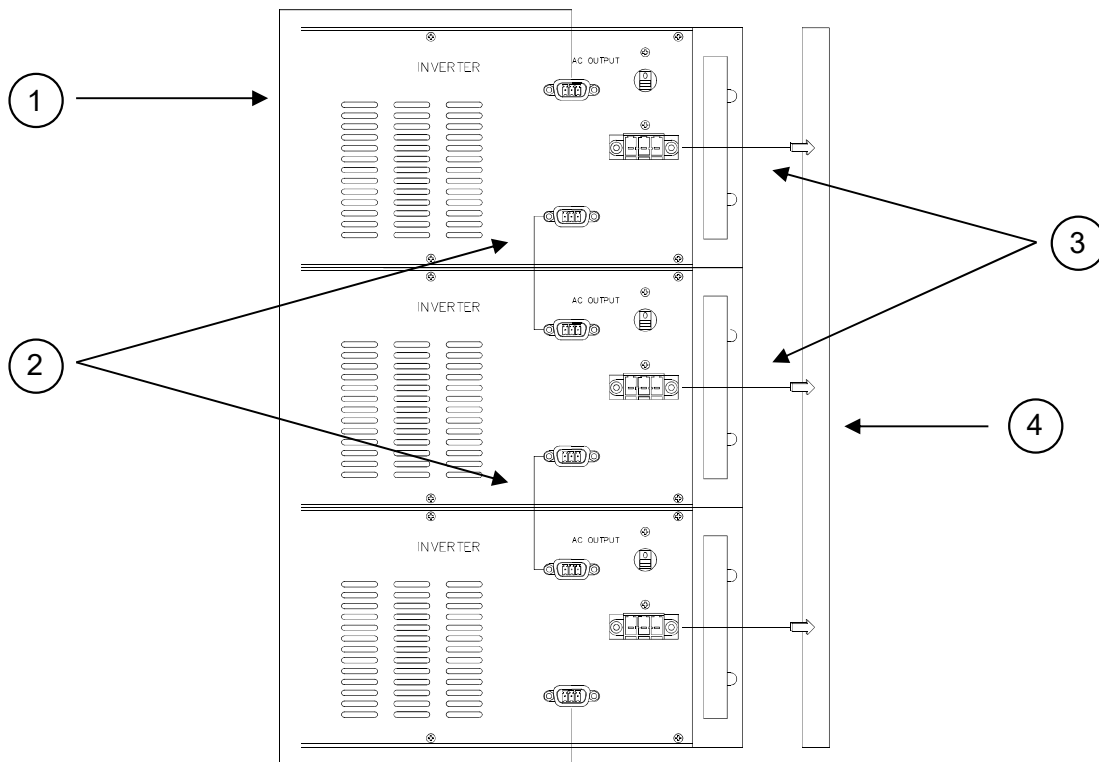 AC OUTPUT
INVERTER
1
3
AC OUTPUT
INVERTER
2
4
AC OUTPUT
INVERTER